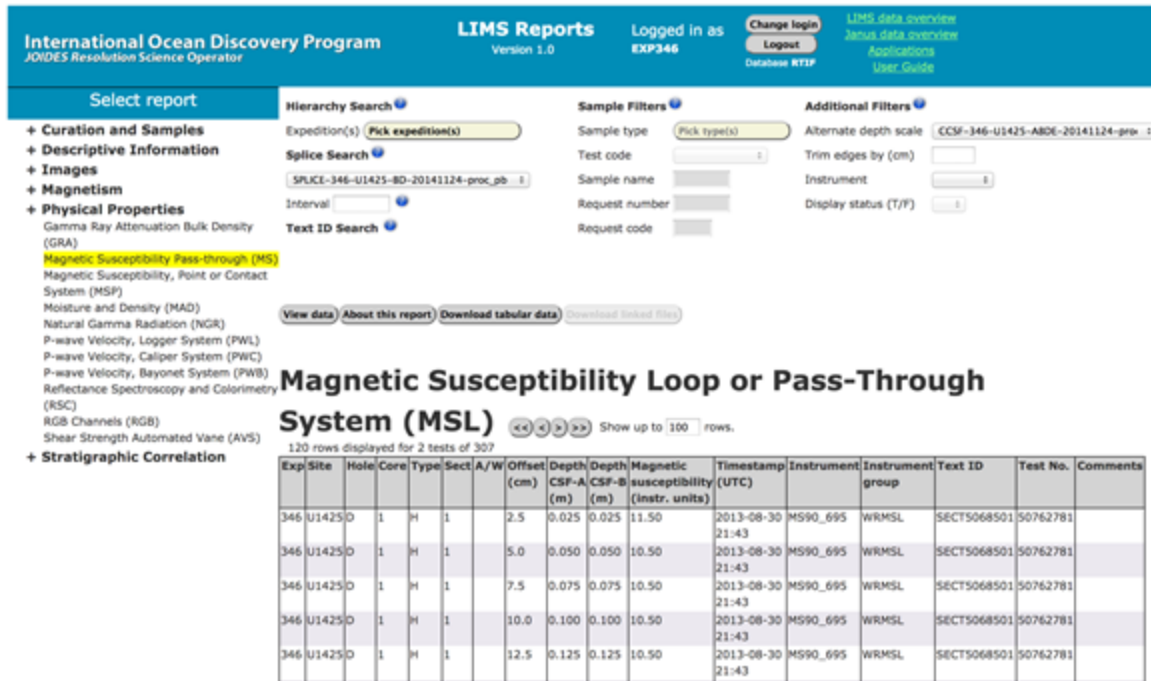 International Ocean Discovery Program
JOIDES Resolution Science Operator
LIMS Reports
Version 1.0
Logged in as
EXP346
Change login
Logout
Database RTIF
LIMS data overview
Janus data overview
Applications
User Guide
Select report
+ Curation and Samples
+ Descriptive Information
+ Images
+ Magnetism
+ Physical Properties
Gamma Ray Attenuation Bulk Density
(GRA)
Magnetic Susceptibility Pass-through (MS)
Magnetic Susceptibility, Point or Contact
System (MSP)
Moisture and Density (MAD)
Natural Gamma Radiation (NGR)
P-wave Velocity, Logger System (PWL)
P-wave Velocity, Caliper System (PWC)
P-wave Velocity, Bayonet System (PWB)
Reflectance Spectroscopy and Colorimetry
(RSC)
RGB Channels (RGB)
Shear Strength Automated Vane (AVS)
+ Stratigraphic Correlation
Hierarchy Search
Expedition(s) Pick expedition(s)
Splice Search
SPLICE-346-U1425-BD-20141124-proc_pb
Interval
Text ID Search
Sample Filters
Sample type Pick type(s)
Test code
Sample name
Request number
Request code
Additional Filters
Alternate depth scale CCSF-346-U1425-ABDE-20141124-pro
Trim edges by (cm)
Instrument
Display status (T/F)
View data About this report Download tabular data Download linked files
Magnetic Susceptibility Loop or Pass-Through
System (MSL) << < > >> Show up to 100 rows.
120 rows displayed for 2 tests of 307
Exp Site Hole Core Type Sect A/W Offset (cm) Depth CSF-A (m) Depth CSF-B (m) Magnetic susceptibility (instr. units) Timestamp (UTC) Instrument Instrument group Text ID Test No. Comments
346 U1425 D 1 H 1 2.5 0.025 0.025 11.50 2013-08-30 21:43 MS90_695 WRMSL SECT5068501 50762781
346 U1425 D 1 H 1 5.0 0.050 0.050 10.50 2013-08-30 21:43 MS90_695 WRMSL SECT5068501 50762781
346 U1425 D 1 H 1 7.5 0.075 0.075 10.50 2013-08-30 21:43 MS90_695 WRMSL SECT5068501 50762781
346 U1425 D 1 H 1 10.0 0.100 0.100 10.50 2013-08-30 21:43 MS90_695 WRMSL SECT5068501 50762781
346 U1425 D 1 H 1 12.5 0.125 0.125 10.50 2013-08-30 21:43 MS90_695 WRMSL SECT5068501 50762781